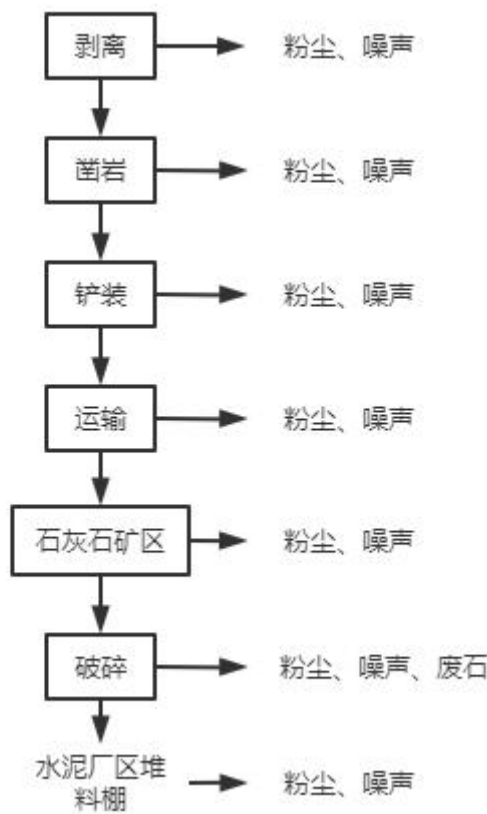 剥离
粉尘、噪声
凿岩
粉尘、噪声
铲装
粉尘、噪声
运输
粉尘、噪声
石灰石矿区
粉尘、噪声
破碎
粉尘、噪声、废石
水泥厂区堆
料棚
粉尘、噪声